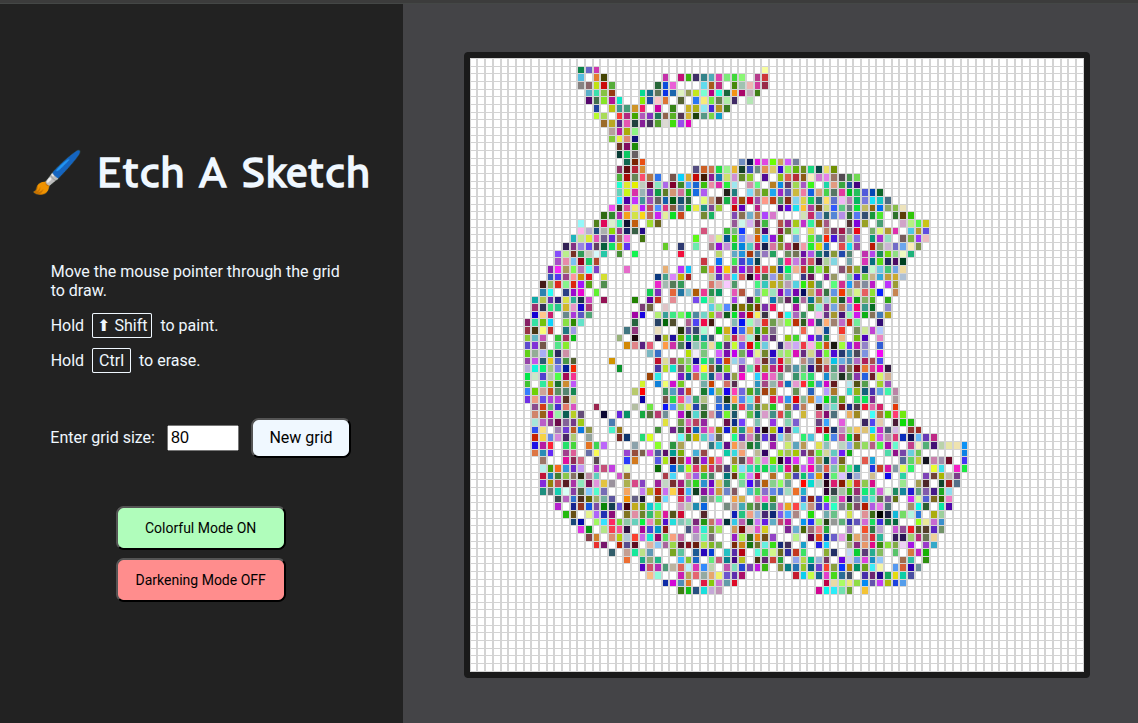 Etch A Sketch
Move the mouse pointer through the grid
to draw.
Hold ⬆ Shift to paint.
Hold Ctrl to erase.
Enter grid size: 80 New grid
Colorful Mode ON
Darkening Mode OFF